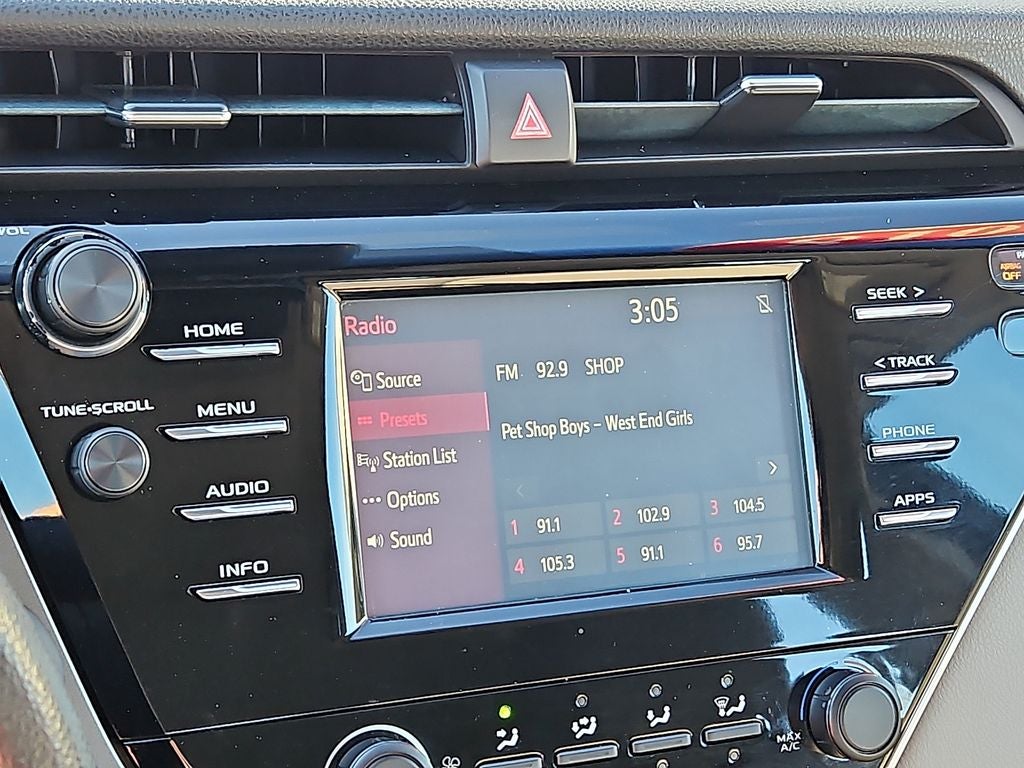 VOL
HOME
TUNE•SCROLL
MENU
AUDIO
INFO
Radio
3:05
Source
FM 92.9 SHOP
Presets
Pet Shop Boys – West End Girls
Station List
Options
Sound
1 91.1
2 102.9
3 104.5
4 105.3
5 91.1
6 95.7
SEEK >
< TRACK
PHONE
APPS
OFF
MAX
A/C